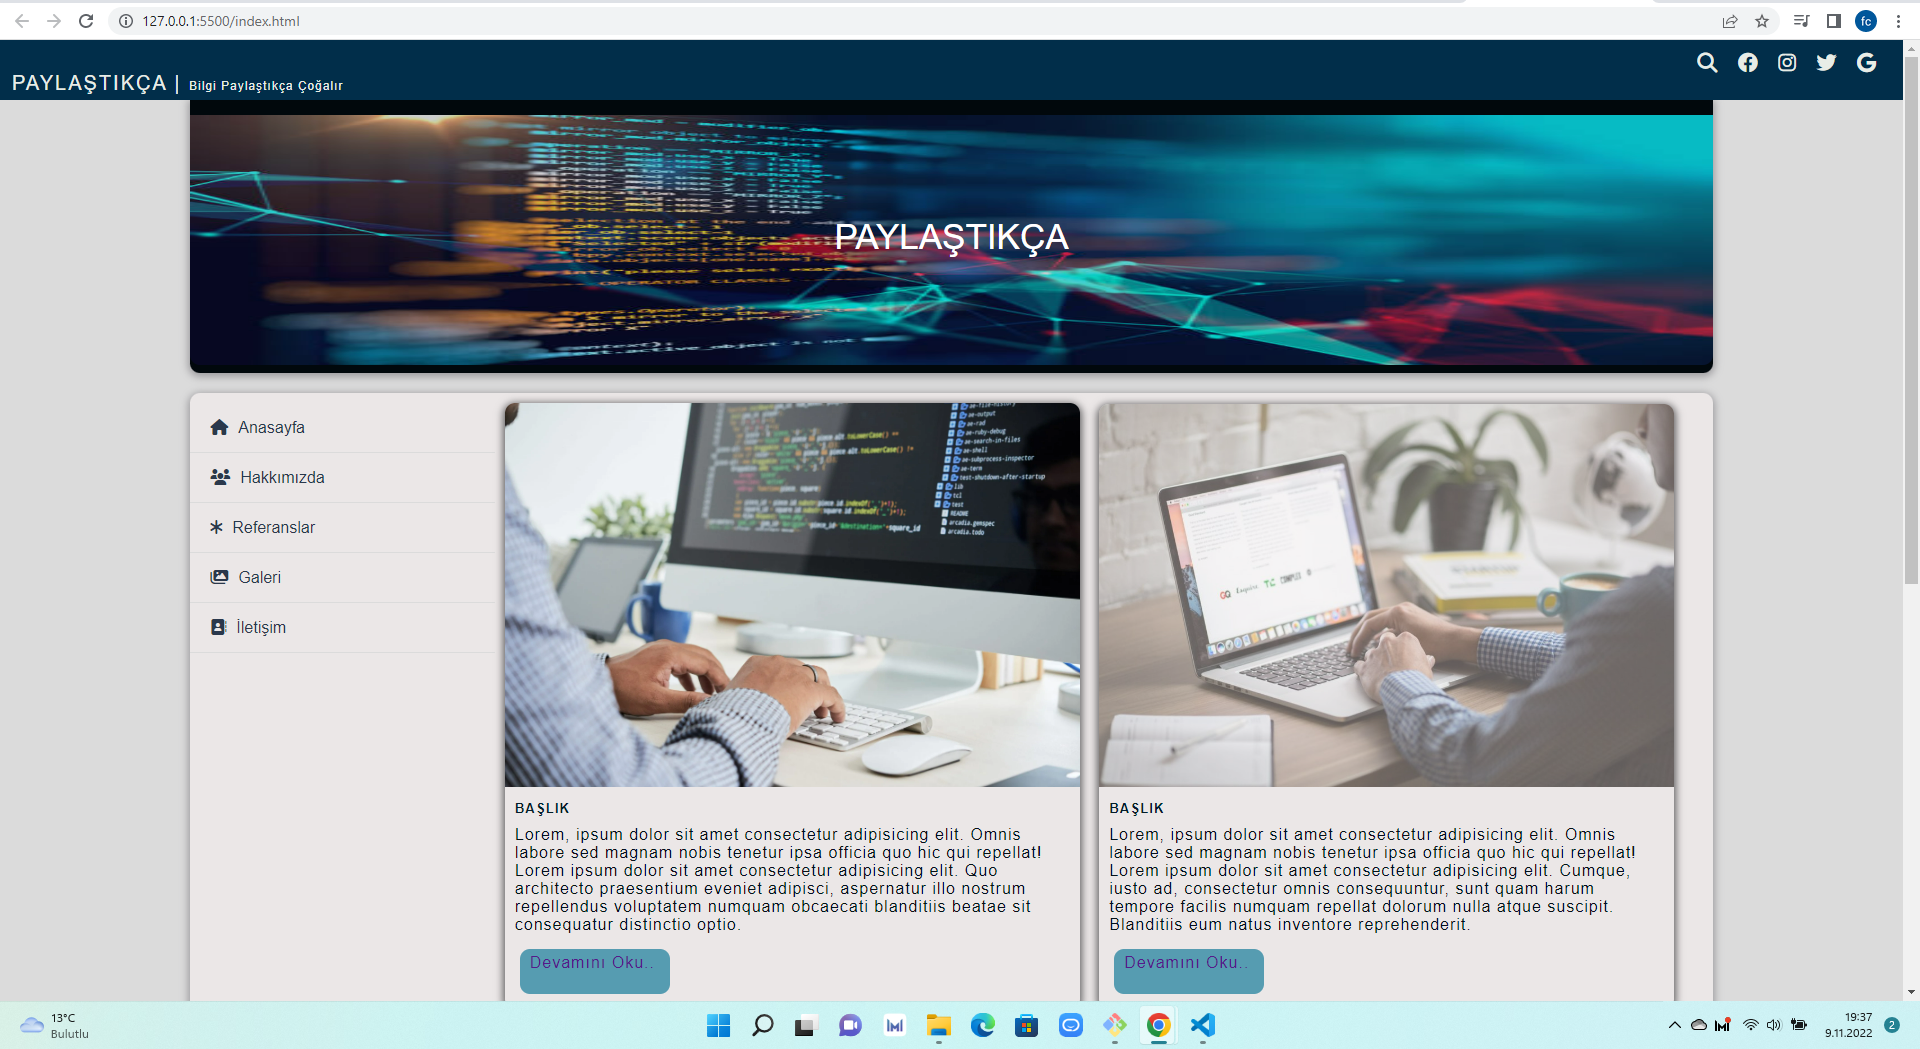 127.0.0.1:5500/index.html
fc
PAYLAŞTIKÇA | Bilgi Paylaştıkça Çoğalır
PAYLAŞTIKÇA
Anasayfa
Hakkımızda
Referanslar
Galeri
İletişim
BAŞLIK
Lorem, ipsum dolor sit amet consectetur adipisicing elit. Omnis
labore sed magnam nobis tenetur ipsa officia quo hic qui repellat!
Lorem ipsum dolor sit amet consectetur adipisicing elit. Quo
architecto praesentium eveniet adipisci, aspernatur illo nostrum
repellendus voluptatem numquam obcaecati blanditiis beatae sit
consequatur distinctio optio.
Devamını Oku..
BAŞLIK
Lorem, ipsum dolor sit amet consectetur adipisicing elit. Omnis
labore sed magnam nobis tenetur ipsa officia quo hic qui repellat!
Lorem ipsum dolor sit amet consectetur adipisicing elit. Cumque,
iusto ad, consectetur omnis consequuntur, sunt quam harum
tempore facilis numquam repellat dolorum nulla atque suscipit.
Blanditiis eum natus inventore reprehenderit.
Devamını Oku..
13°C
Bulutlu
19:37
9.11.2022
2